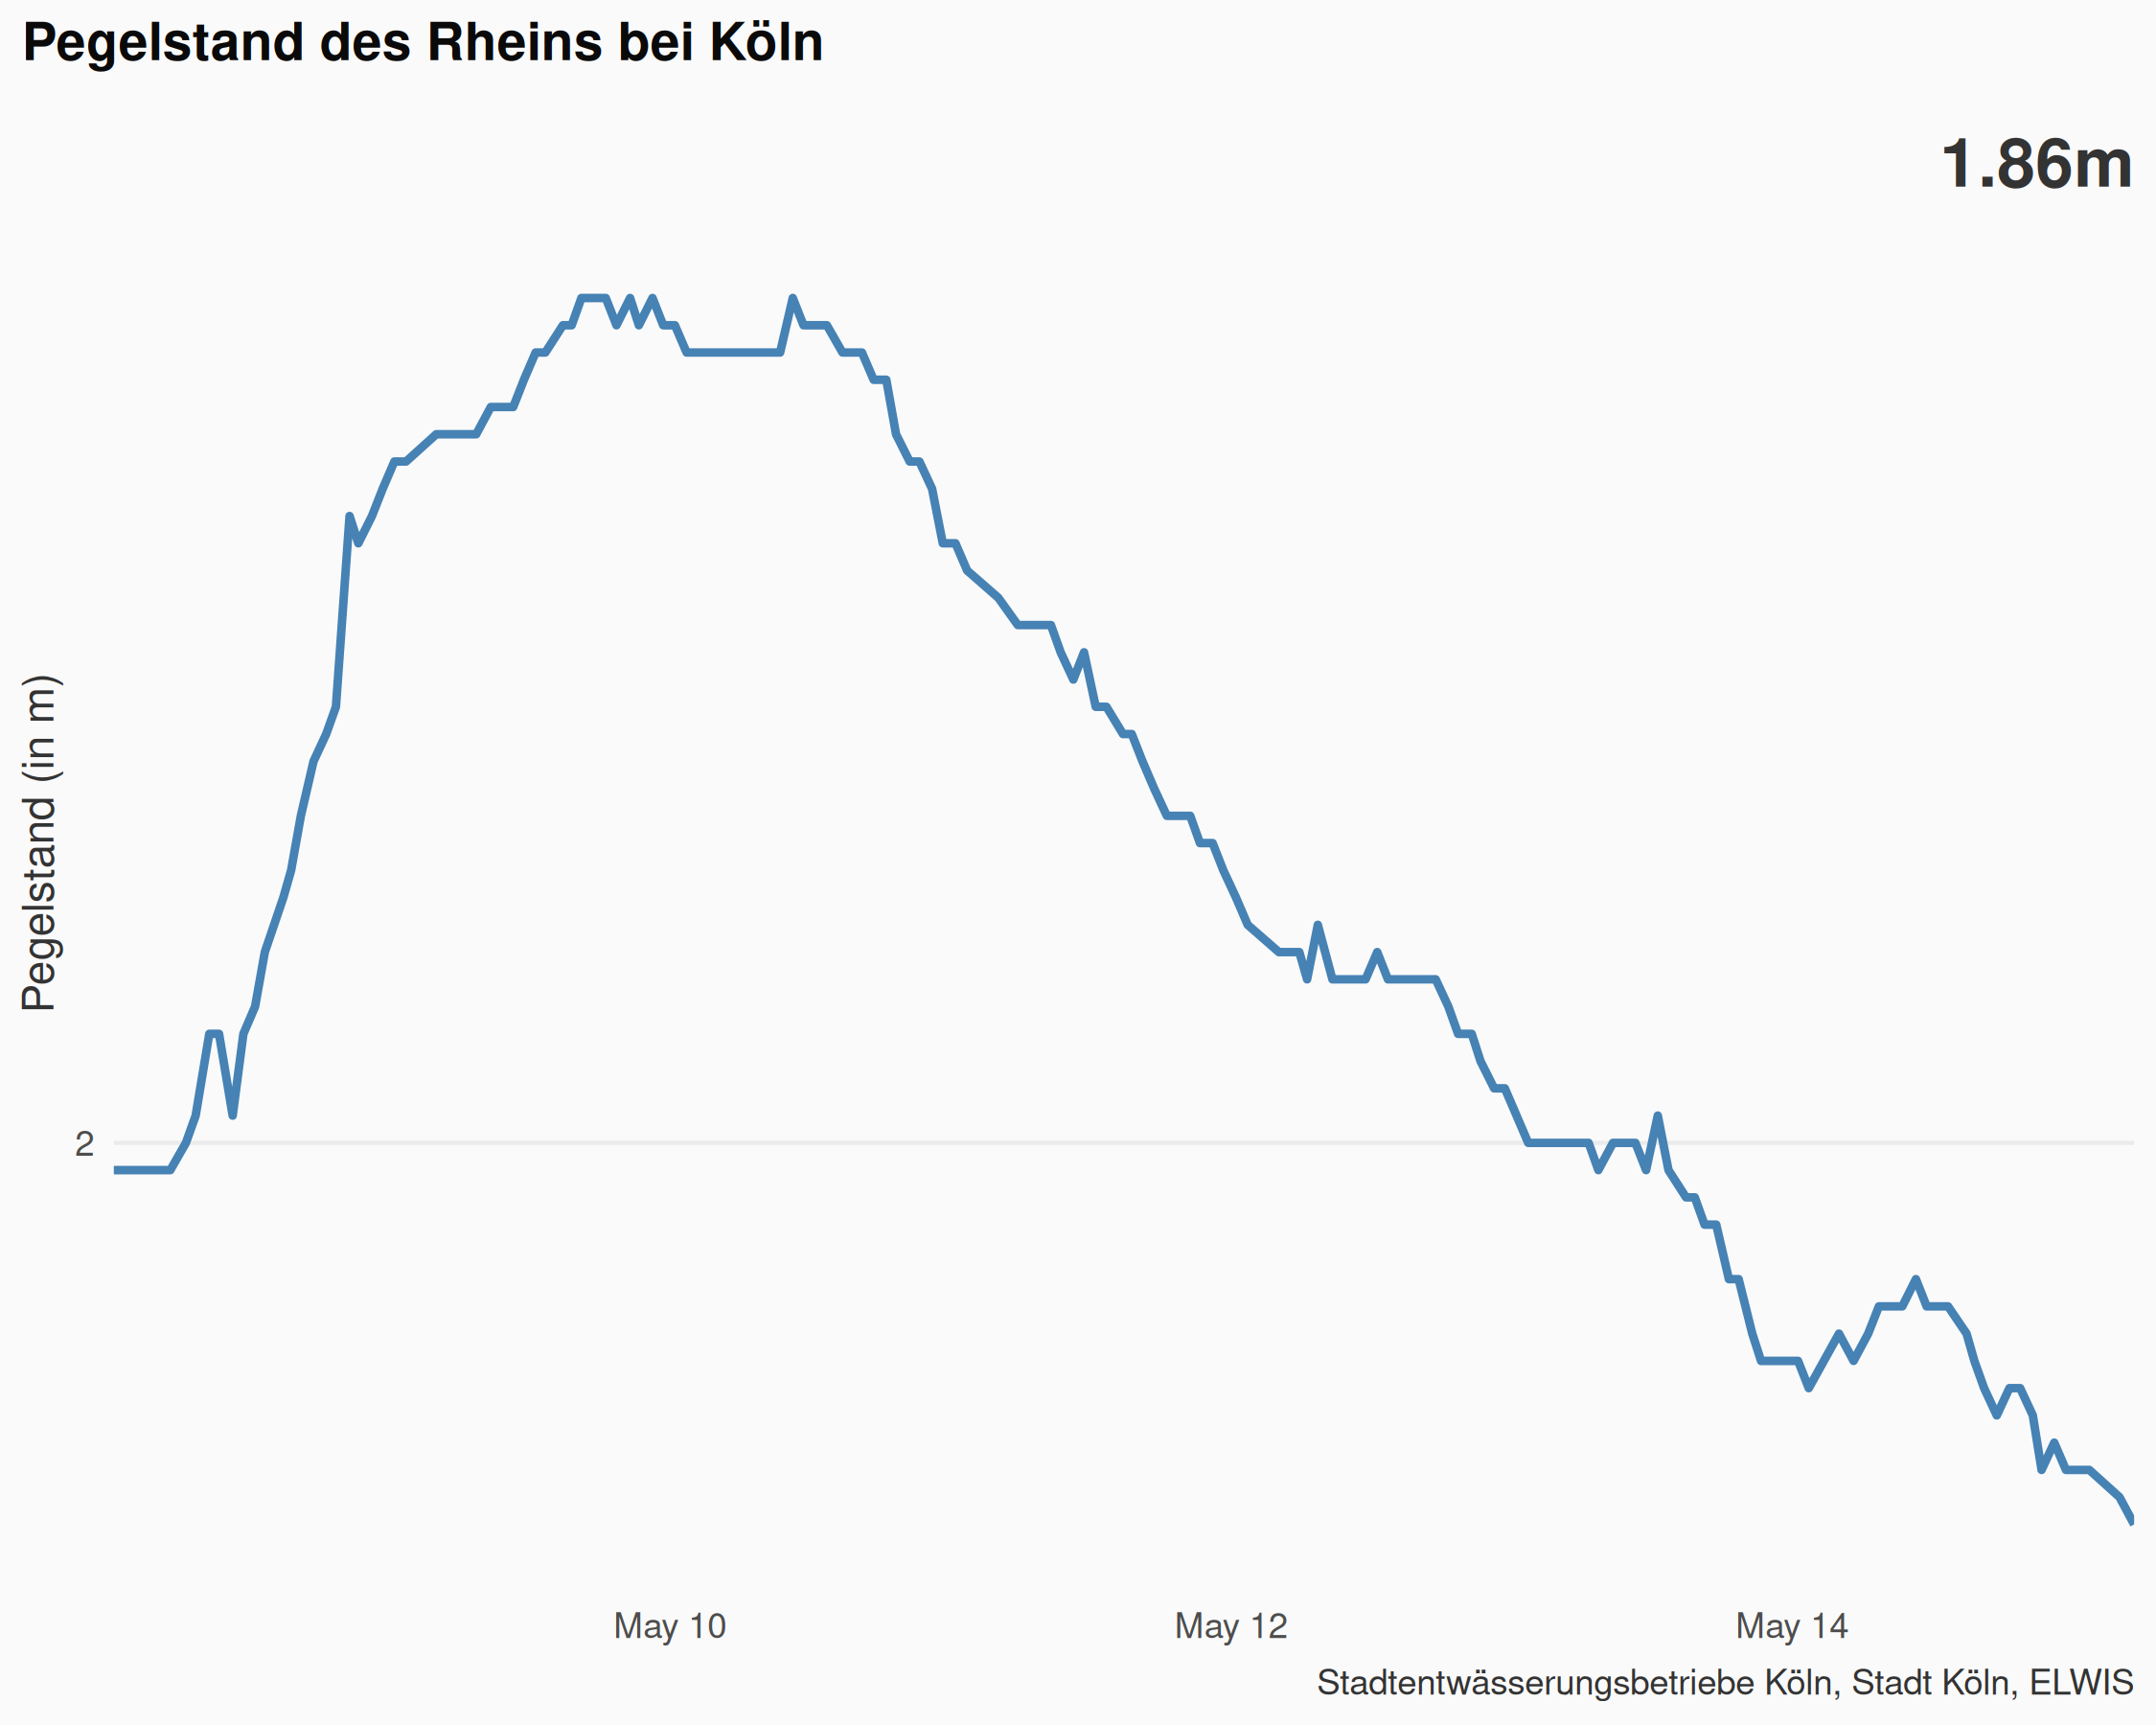 Pegelstand des Rheins bei Köln
1.86m
Pegelstand (in m)
2
May 10
May 12
May 14
Stadtentwässerungsbetriebe Köln, Stadt Köln, ELWIS